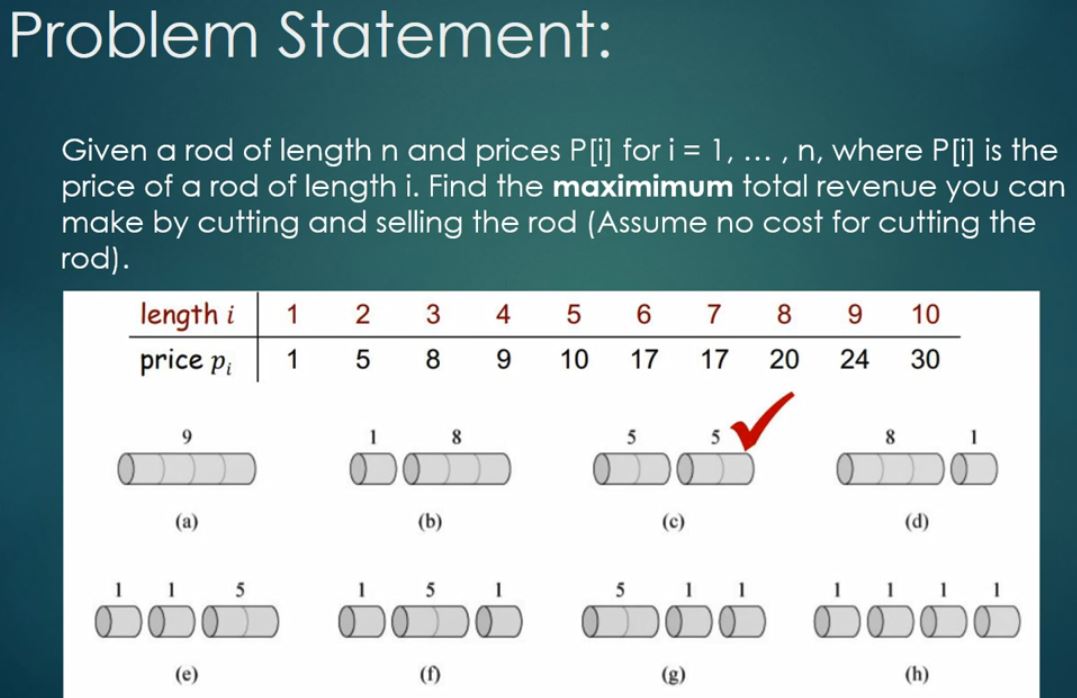 Problem Statement:
Given a rod of length n and prices P[i] for i = 1, ... , n, where P[i] is the
price of a rod of length i. Find the maximimum total revenue you can
make by cutting and selling the rod (Assume no cost for cutting the
rod).
length i 1 2 3 4 5 6 7 8 9 10
price pᵢ 1 5 8 9 10 17 17 20 24 30
9 1 8 5 5 8 1
(a) (b) (c) (d)
1 1 5 1 5 1 5 1 1 1 1 1 1
(e) (f) (g) (h)